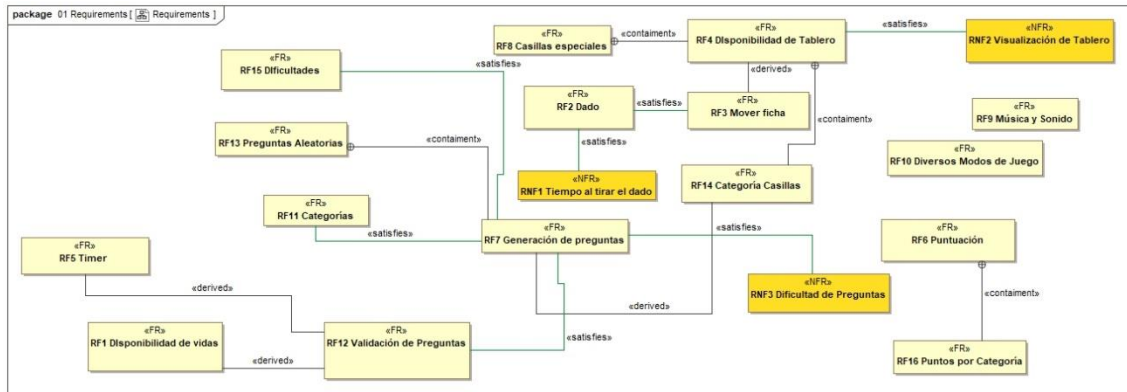 package 01 Requirements [ Requirements ]
«FR»
RF15 DIficultades
«satisfies»
«FR»
RF8 Casillas especiales
«contaiment»
«FR»
RF4 DIsponibilidad de Tablero
«satisfies»
«NFR»
RNF2 Visualización de Tablero
«derived»
«FR»
RF2 Dado
«satisfies»
«FR»
RF3 Mover ficha
«contaiment»
«FR»
RF9 Música y Sonido
«FR»
RF13 Preguntas Aleatorias
«contaiment»
«satisfies»
«FR»
RF10 Diversos Modos de Juego
«NFR»
RNF1 Tiempo al tirar el dado
«FR»
RF14 Categoría Casillas
«FR»
RF11 Categorías
«satisfies»
«FR»
RF7 Generación de preguntas
«satisfies»
«FR»
RF6 Puntuación
«FR»
RF5 Timer
«derived»
«NFR»
RNF3 Dificultad de Preguntas
«contaiment»
«derived»
«FR»
RF1 DIsponibilidad de vidas
«derived»
«FR»
RF12 Validación de Preguntas
«satisfies»
«FR»
RF16 Puntos por Categoría